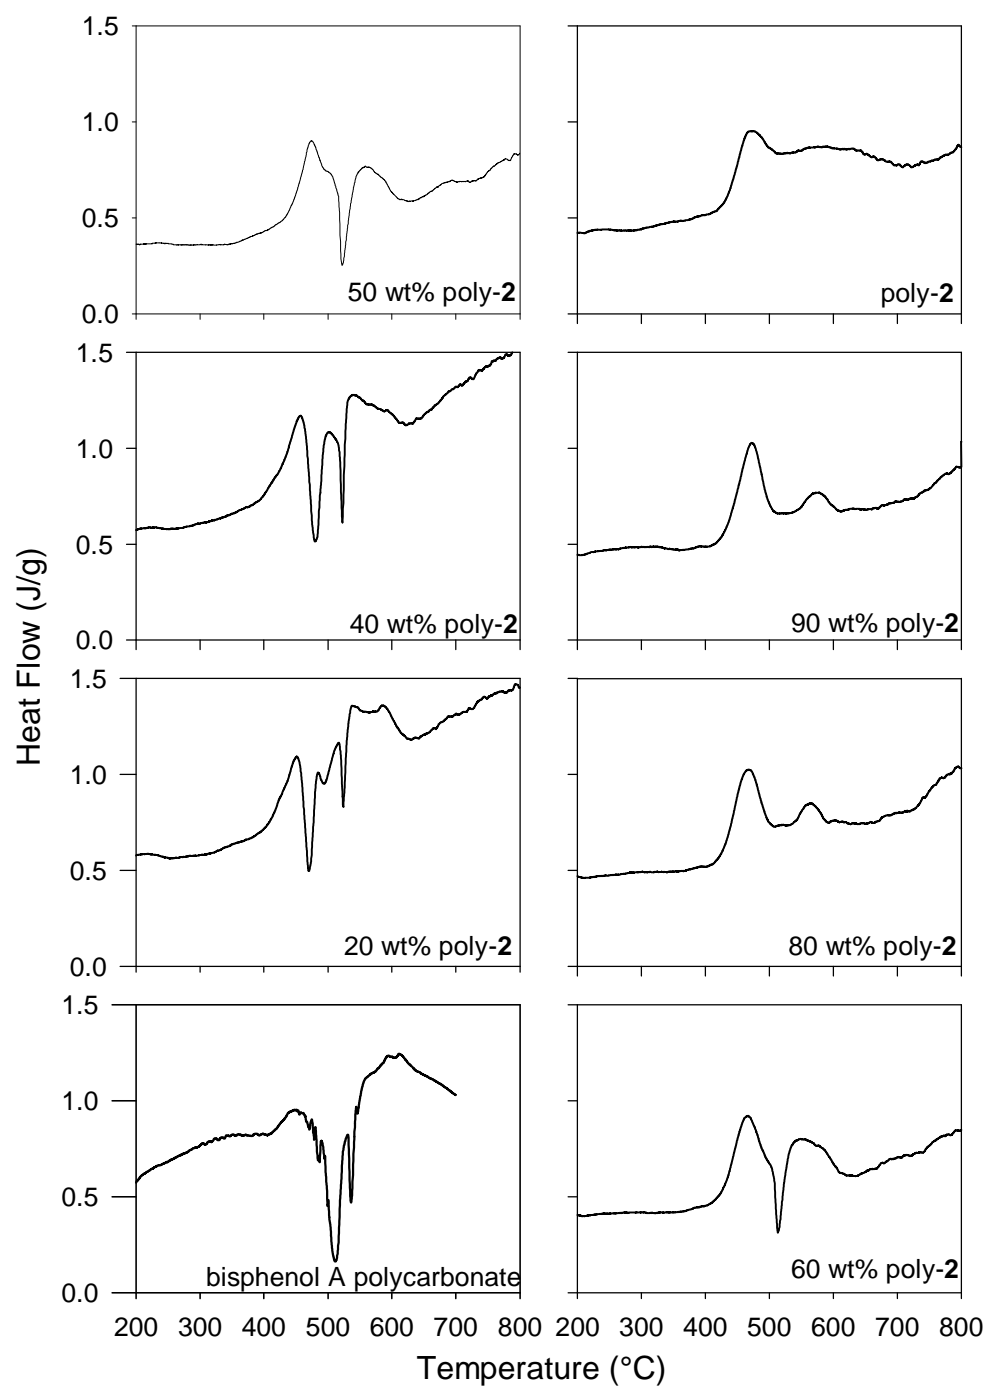 1.5
1.0
0.5
0.0
50 wt% poly-2
poly-2
1.5
1.0
0.5
0.0
40 wt% poly-2
90 wt% poly-2
Heat Flow (J/g)
1.5
1.0
0.5
0.0
20 wt% poly-2
80 wt% poly-2
1.5
1.0
0.5
0.0
bisphenol A polycarbonate
60 wt% poly-2
200 300 400 500 600 700 800 200 300 400 500 600 700 800
Temperature (°C)